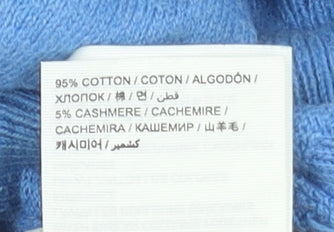 95% COTTON / COTON / ALGODÓN /
ХЛОПОК / 棉 / 면 / قطن /
5% CASHMERE / CACHEMIRE /
CACHEMIRA / КАШЕМИР / 山羊毛 /
캐시미어 / كشمير